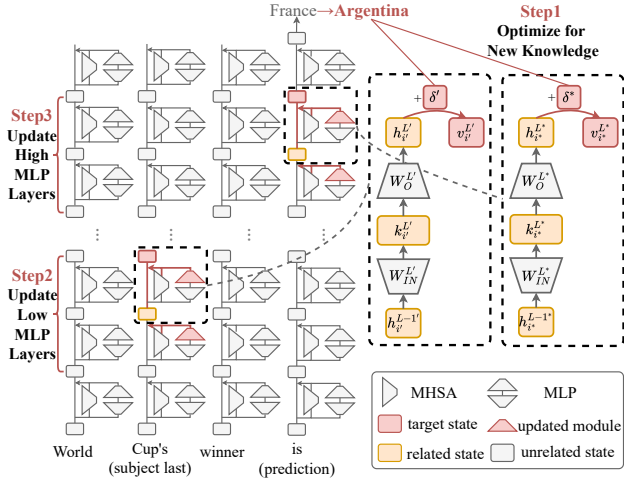 France→Argentina
Step1
Optimize for
New Knowledge
Step3
Update
High
MLP
Layers
Step2
Update
Low
MLP
Layers
...
...
...
...
+ δ′
h_{i′}^{L′}
v_{i′}^{L′}
W_O^{L′}
k_{i′}^{L′}
W_{IN}^{L′}
h_{i′}^{L-1′}
+ δ*
h_{i*}^{L*}
v_{i*}^{L*}
W_O^{L*}
k_{i*}^{L*}
W_{IN}^{L*}
h_{i*}^{L-1*}
MHSA
MLP
target state
updated module
related state
unrelated state
World
Cup's
(subject last)
winner
is
(prediction)